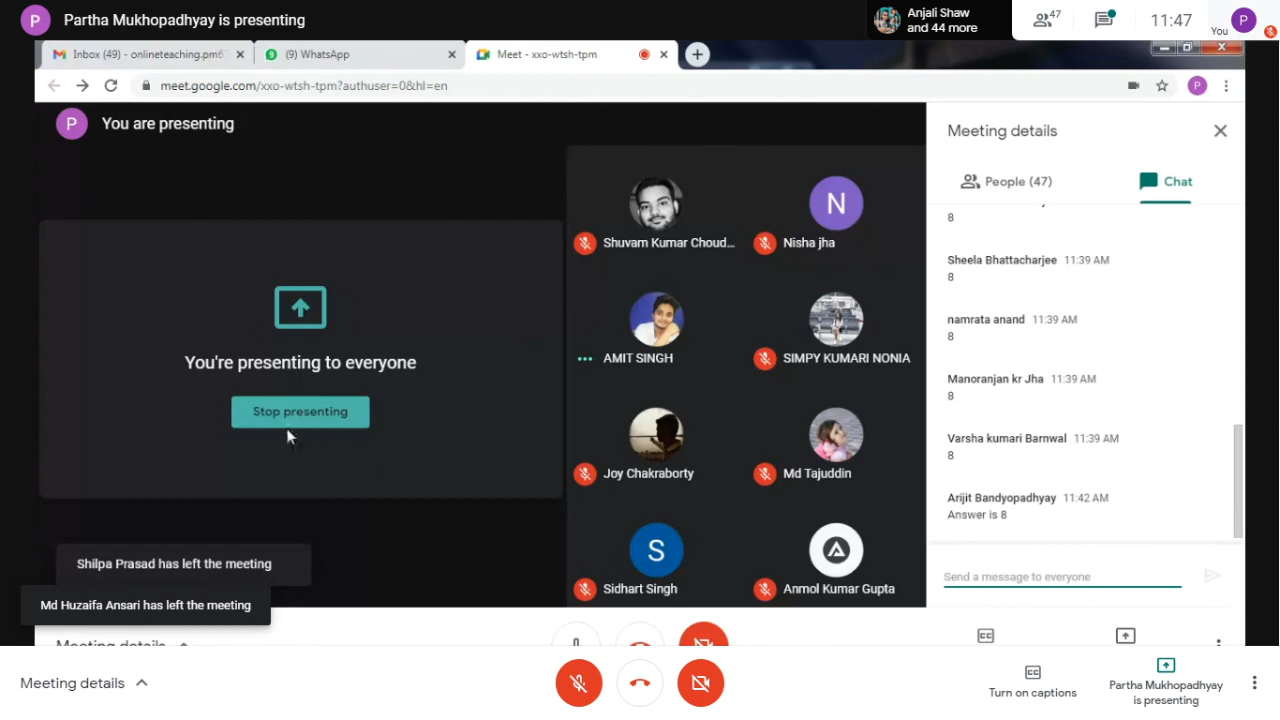 P Partha Mukhopadhyay is presenting
Anjali Shaw
and 44 more
47
11:47
You
P
Inbox (49) - onlineteaching.pm6
(9) WhatsApp
Meet - xxo-wtsh-tpm
meet.google.com/xxo-wtsh-tpm?authuser=0&hl=en
P
P You are presenting
You're presenting to everyone
Stop presenting
Shilpa Prasad has left the meeting
Md Huzaifa Ansari has left the meeting
Shuvam Kumar Choud...
N
Nisha jha
AMIT SINGH
SIMPY KUMARI NONIA
Joy Chakraborty
Md Tajuddin
S
Sidhart Singh
Anmol Kumar Gupta
Meeting details
People (47)
Chat
8
Sheela Bhattacharjee 11:39 AM
8
namrata anand 11:39 AM
8
Manoranjan kr Jha 11:39 AM
8
Varsha kumari Barnwal 11:39 AM
8
Arijit Bandyopadhyay 11:42 AM
Answer is 8
Send a message to everyone
Meeting details
Meeting details
Turn on captions
Partha Mukhopadhyay
is presenting